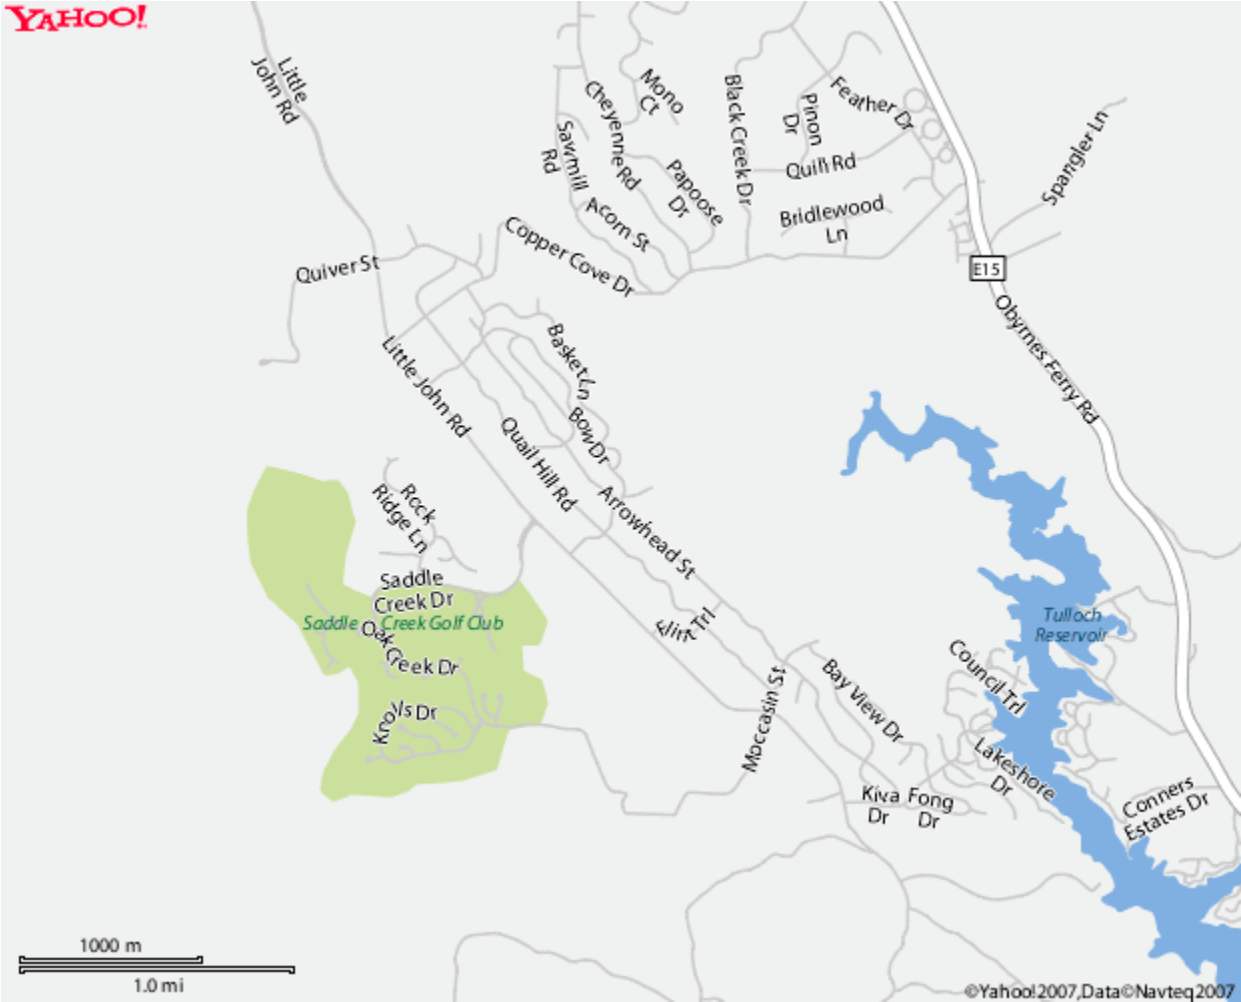 YAHOO!
Little
John Rd
Mono
Ct
Cheyenne Rd
Sawmill
Rd
Black Creek Dr
Pinon
Dr
Feather Dr
Quill Rd
Papoose
Dr
Acorn St
Bridlewood
Ln
Spangler Ln
Copper Cove Dr
Quiver St
E15
Obyrnes Ferry Rd
Little John Rd
Basket Ln
Bow Dr
Quail Hill Rd
Arrowhead St
Rock
Ridge Ln
Saddle
Creek Dr
Saddle Creek Golf Club
Oak Creek Dr
Knolls Dr
Flint Trl
Moccasin St
Bay View Dr
Tulloch
Reservoir
Council Trl
Lakeshore
Dr
Kiva
Dr
Fong
Dr
Conners
Estates Dr
1000 m
1.0 mi
©Yahoo!2007,Data©Navteq2007